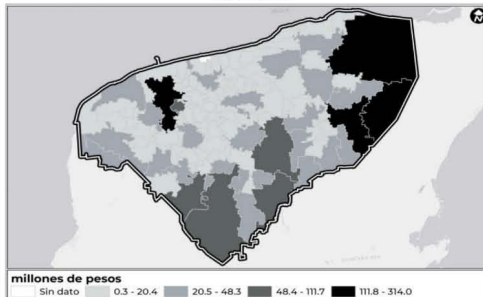 millones de pesos
Sin dato 0.3 - 20.4 20.5 - 48.3 48.4 - 111.7 111.8 - 314.0